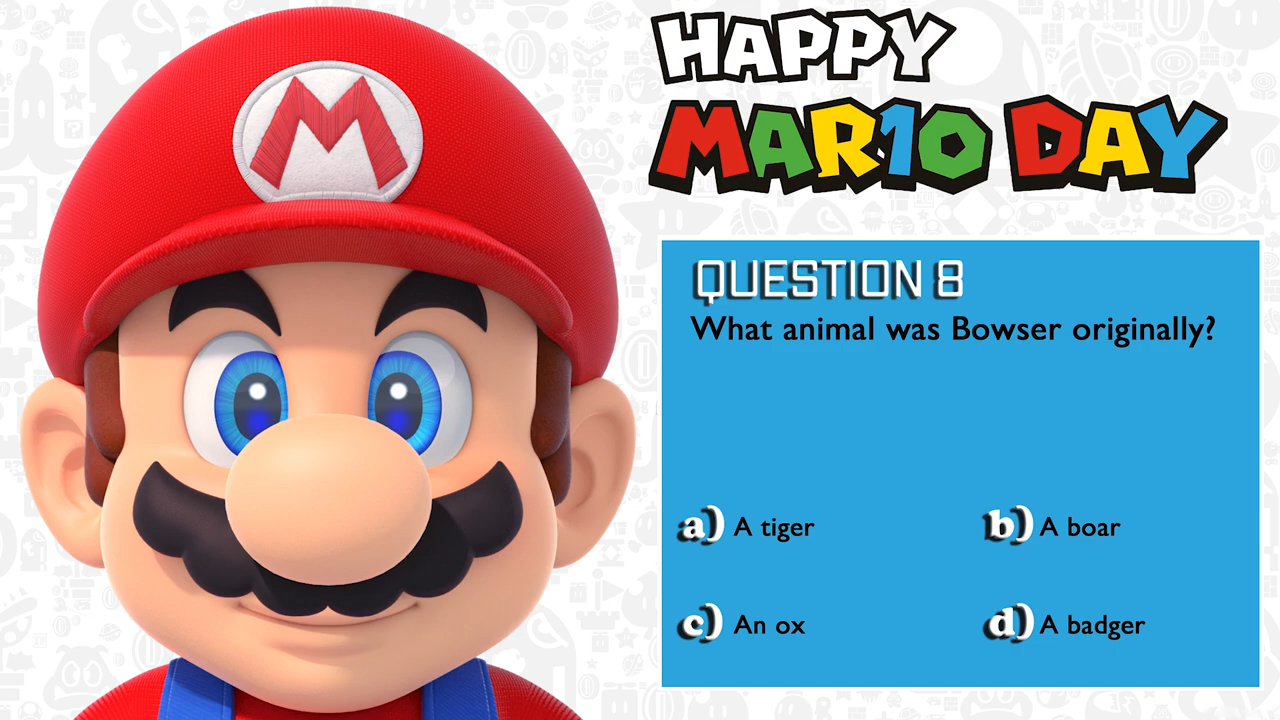 M
HAPPY
MAR10 DAY
QUESTION 8
What animal was Bowser originally?
a) A tiger
b) A boar
c) An ox
d) A badger